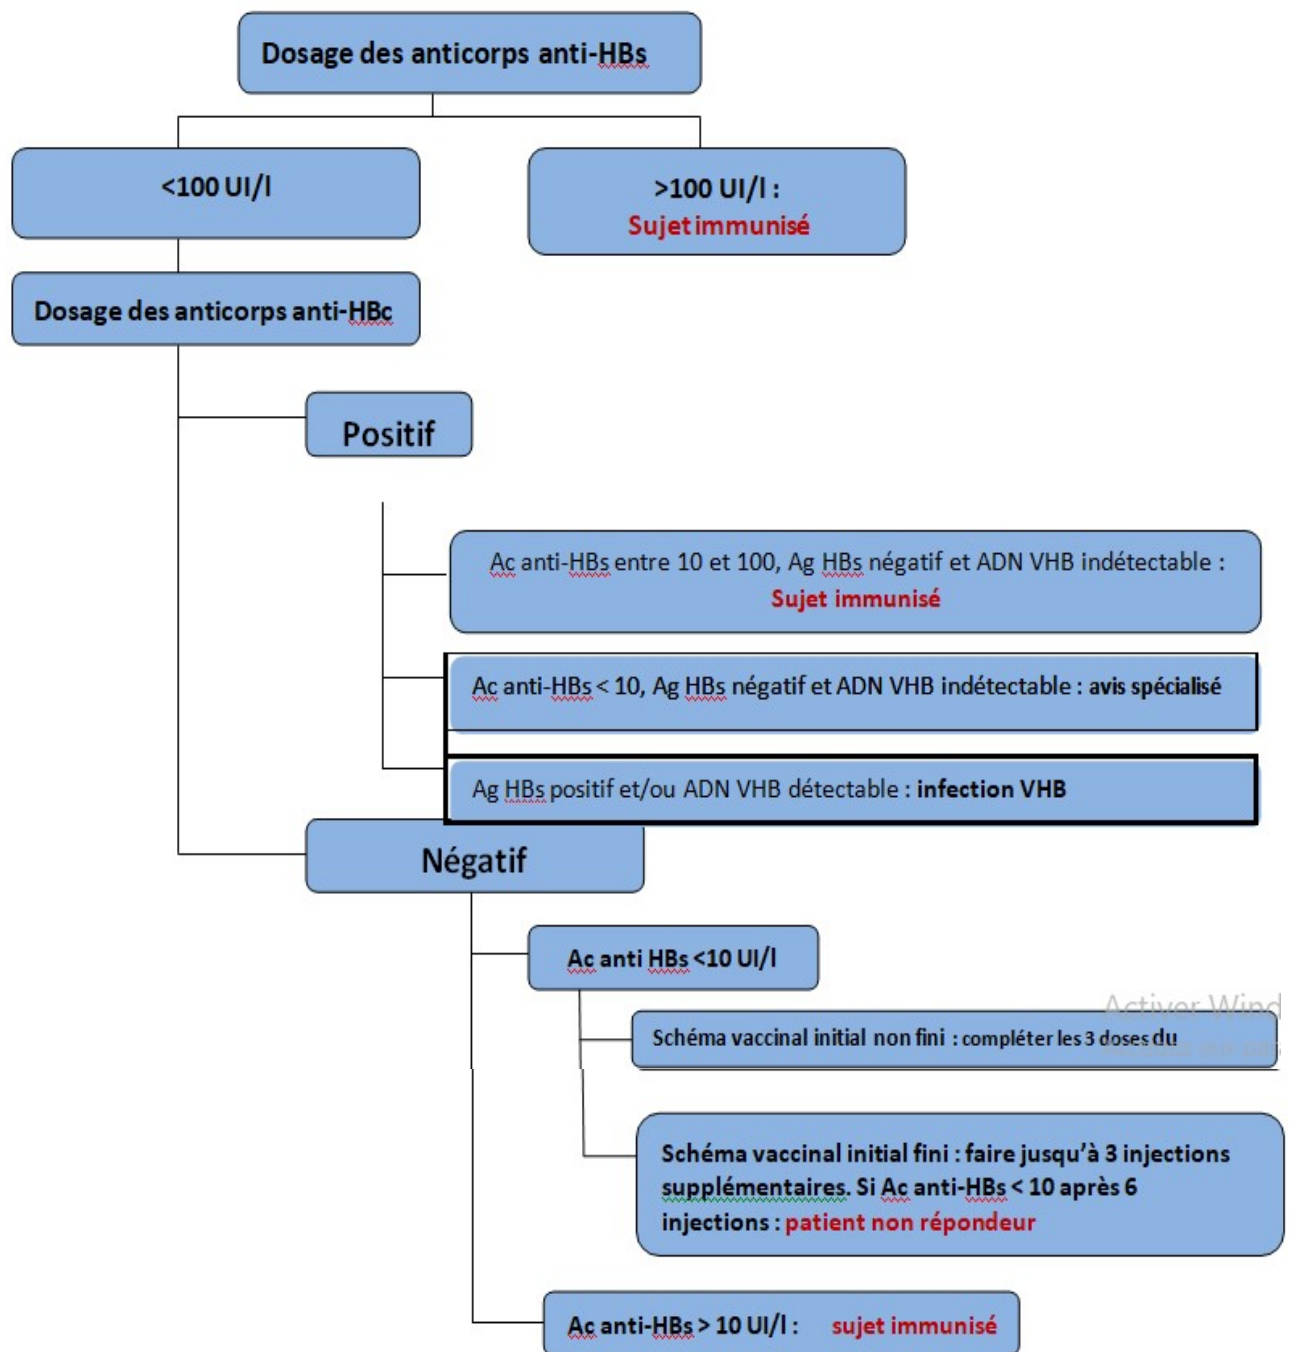 Dosage des anticorps anti-HBs
<100 UI/l
>100 UI/l :
Sujet immunisé
Dosage des anticorps anti-HBc
Positif
Ac anti-HBs entre 10 et 100, Ag HBs négatif et ADN VHB indétectable :
Sujet immunisé
Ac anti-HBs < 10, Ag HBs négatif et ADN VHB indétectable : avis spécialisé
Ag HBs positif et/ou ADN VHB détectable : infection VHB
Négatif
Ac anti HBs <10 UI/l
Activer Wind
Schéma vaccinal initial non fini : compléter les 3 doses du
Schéma vaccinal initial fini : faire jusqu’à 3 injections
supplémentaires. Si Ac anti-HBs < 10 après 6
injections : patient non répondeur
Ac anti-HBs > 10 UI/l : sujet immunisé